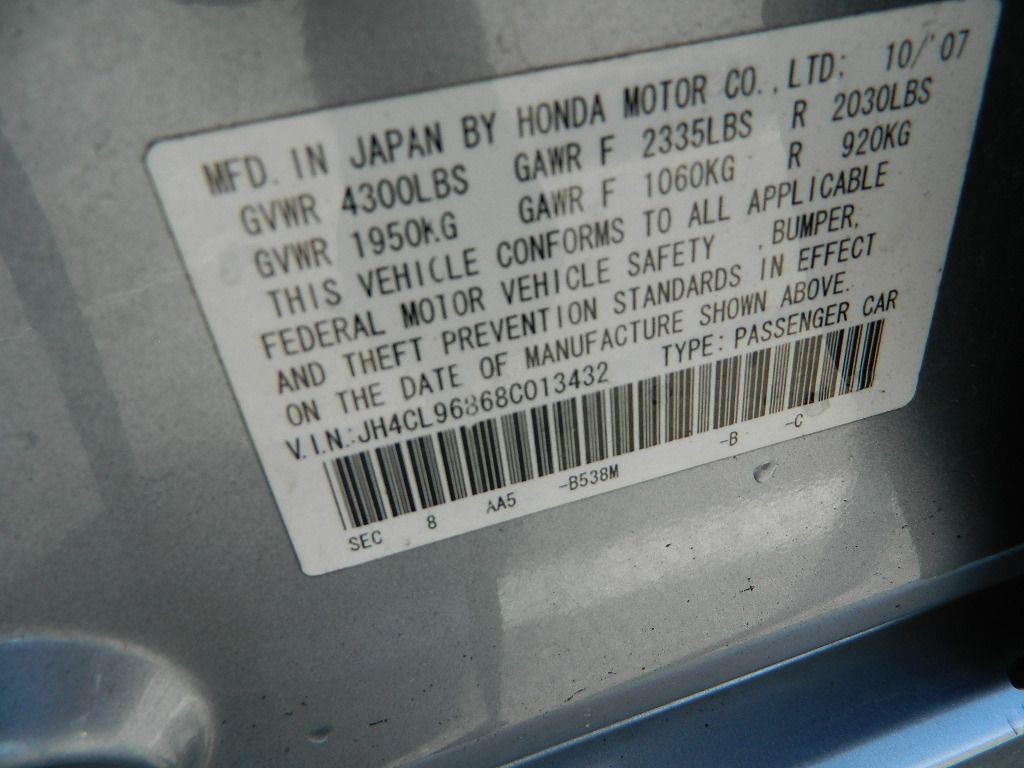 MFD. IN JAPAN BY HONDA MOTOR CO., LTD; 10/'07
GVWR 4300LBS GAWR F 2335LBS R 2030LBS
GVWR 1950KG GAWR F 1060KG R 920KG
THIS VEHICLE CONFORMS TO ALL APPLICABLE
FEDERAL MOTOR VEHICLE SAFETY , BUMPER,
AND THEFT PREVENTION STANDARDS IN EFFECT
ON THE DATE OF MANUFACTURE SHOWN ABOVE.
V.I.N.:JH4CL96868C013432 TYPE: PASSENGER CAR
SEC 8 AA5 -B538M -B -C